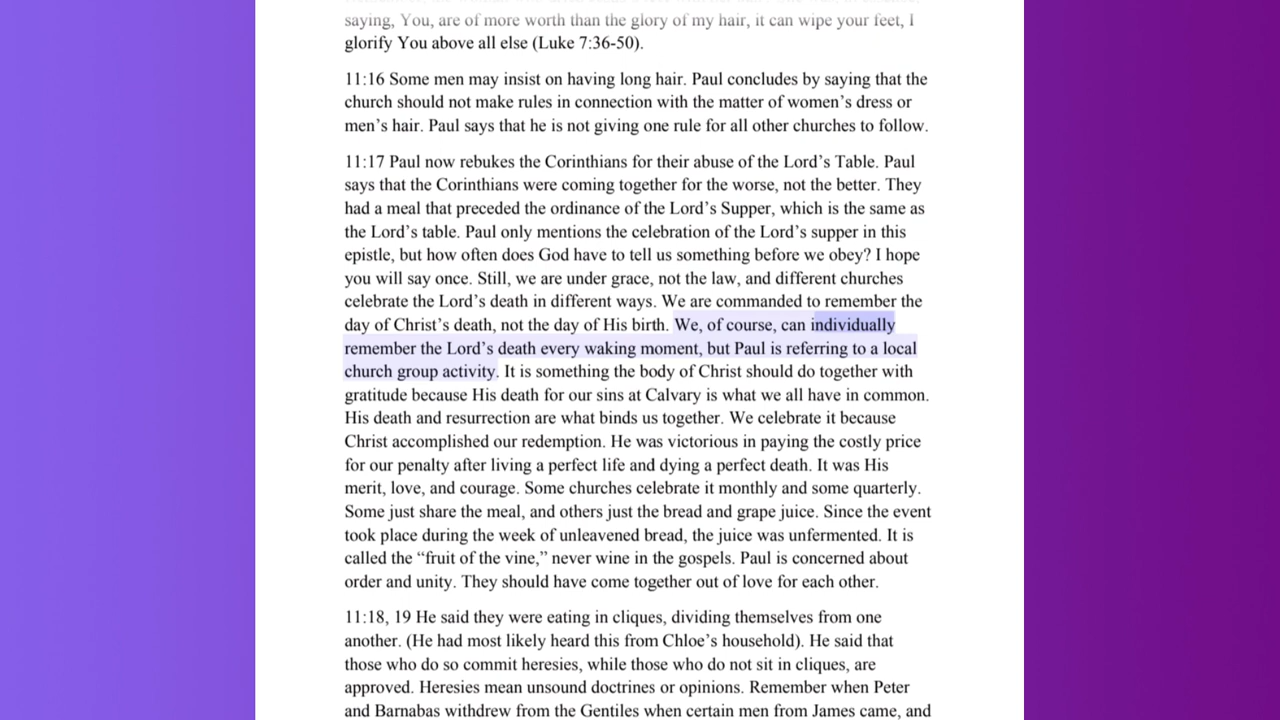 saying, You, are of more worth than the glory of my hair, it can wipe your feet, I
glorify You above all else (Luke 7:36-50).
11:16 Some men may insist on having long hair. Paul concludes by saying that the
church should not make rules in connection with the matter of women’s dress or
men’s hair. Paul says that he is not giving one rule for all other churches to follow.
11:17 Paul now rebukes the Corinthians for their abuse of the Lord’s Table. Paul
says that the Corinthians were coming together for the worse, not the better. They
had a meal that preceded the ordinance of the Lord’s Supper, which is the same as
the Lord’s table. Paul only mentions the celebration of the Lord’s supper in this
epistle, but how often does God have to tell us something before we obey? I hope
you will say once. Still, we are under grace, not the law, and different churches
celebrate the Lord’s death in different ways. We are commanded to remember the
day of Christ’s death, not the day of His birth. We, of course, can individually
remember the Lord’s death every waking moment, but Paul is referring to a local
church group activity. It is something the body of Christ should do together with
gratitude because His death for our sins at Calvary is what we all have in common.
His death and resurrection are what binds us together. We celebrate it because
Christ accomplished our redemption. He was victorious in paying the costly price
for our penalty after living a perfect life and dying a perfect death. It was His
merit, love, and courage. Some churches celebrate it monthly and some quarterly.
Some just share the meal, and others just the bread and grape juice. Since the event
took place during the week of unleavened bread, the juice was unfermented. It is
called the “fruit of the vine,” never wine in the gospels. Paul is concerned about
order and unity. They should have come together out of love for each other.
11:18, 19 He said they were eating in cliques, dividing themselves from one
another. (He had most likely heard this from Chloe’s household). He said that
those who do so commit heresies, while those who do not sit in cliques, are
approved. Heresies mean unsound doctrines or opinions. Remember when Peter
and Barnabas withdrew from the Gentiles when certain men from James came, and